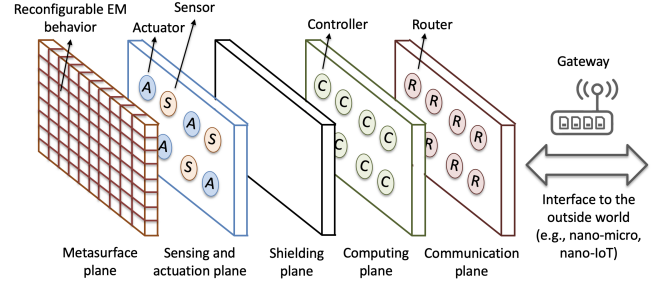 Reconfigurable EM
behavior
Actuator
Sensor
Controller
Router
Gateway
A
S
A
S
A
S
A
C
C
C
C
C
C
C
R
R
R
R
R
R
R
Interface to the
outside world
(e.g., nano-micro,
nano-IoT)
Metasurface
plane
Sensing and
actuation plane
Shielding
plane
Computing
plane
Communication
plane